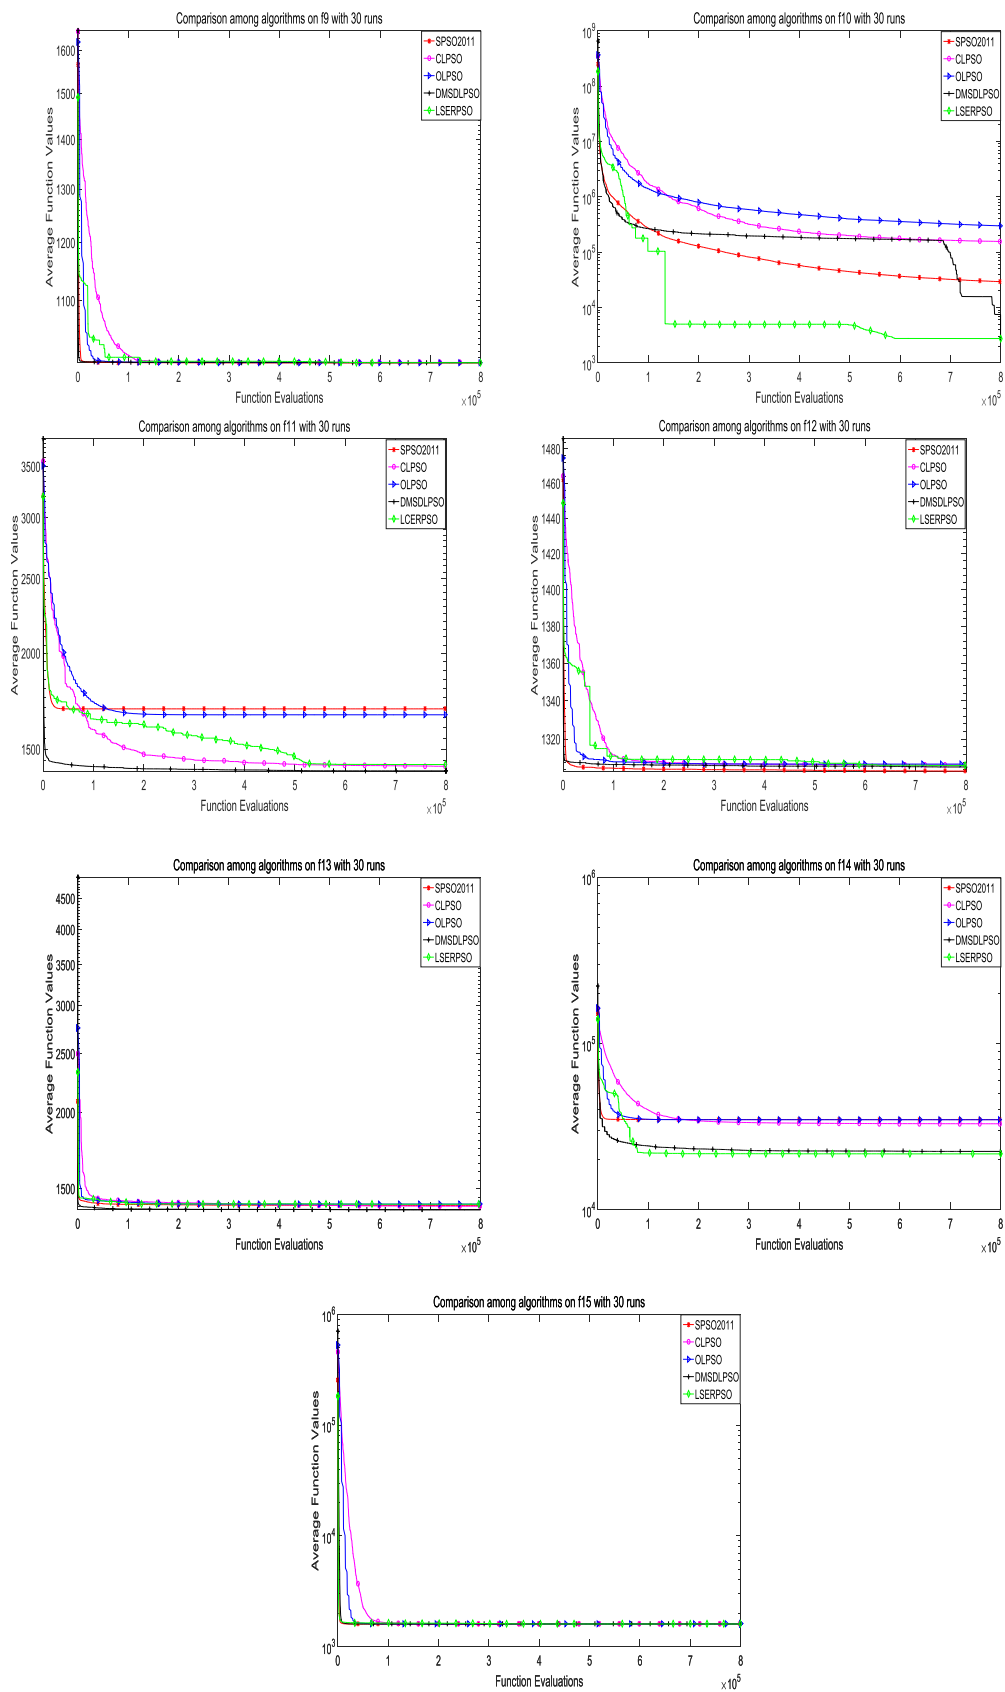 Comparison among algorithms on f9 with 30 runs
Average Function Values
1600
1500
1400
1300
1200
1100
SPSO2011
CLPSO
OLPSO
DMSDLPSO
LSERPSO
0 1 2 3 4 5 6 7 8
Function Evaluations
×10^5
Comparison among algorithms on f10 with 30 runs
Average Function Values
10^9
10^8
10^7
10^6
10^5
10^4
10^3
SPSO2011
CLPSO
OLPSO
DMSDLPSO
LSERPSO
0 1 2 3 4 5 6 7 8
Function Evaluations
×10^5
Comparison among algorithms on f11 with 30 runs
Average Function Values
3500
3000
2500
2000
1500
SPSO2011
CLPSO
OLPSO
DMSDLPSO
LCERPSO
0 1 2 3 4 5 6 7 8
Function Evaluations
×10^5
Comparison among algorithms on f12 with 30 runs
Average Function Values
1480
1460
1440
1420
1400
1380
1360
1340
1320
SPSO2011
CLPSO
OLPSO
DMSDLPSO
LSERPSO
0 1 2 3 4 5 6 7 8
Function Evaluations
×10^5
Comparison among algorithms on f13 with 30 runs
Average Function Values
4500
4000
3500
3000
2500
2000
1500
SPSO2011
CLPSO
OLPSO
DMSDLPSO
LSERPSO
0 1 2 3 4 5 6 7 8
Function Evaluations
×10^5
Comparison among algorithms on f14 with 30 runs
Average Function Values
10^6
10^5
10^4
SPSO2011
CLPSO
OLPSO
DMSDLPSO
LSERPSO
0 1 2 3 4 5 6 7 8
Function Evaluations
×10^5
Comparison among algorithms on f15 with 30 runs
Average Function Values
10^6
10^5
10^4
10^3
SPSO2011
CLPSO
OLPSO
DMSDLPSO
LSERPSO
0 1 2 3 4 5 6 7 8
Function Evaluations
×10^5